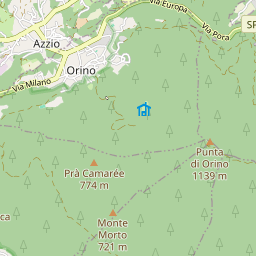 Via Europa
SP
Azzio
Via Pora
Orino
Via Milano
Punta
di Orino
1139 m
Prà Camarée
774 m
ca
Monte
Morto
721 m